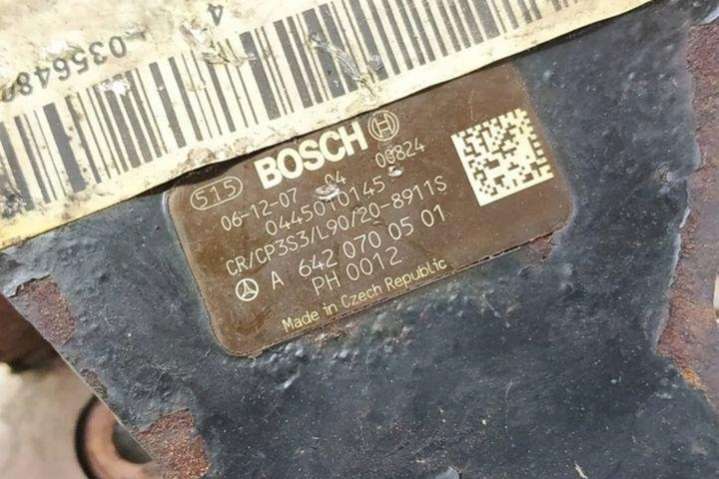 4
515 BOSCH
06-12-07 04 00824
0445010145
CR/CP3S3/L90/20-8911S
A 642 070 05 01
PH 0012
Made in Czech Republic